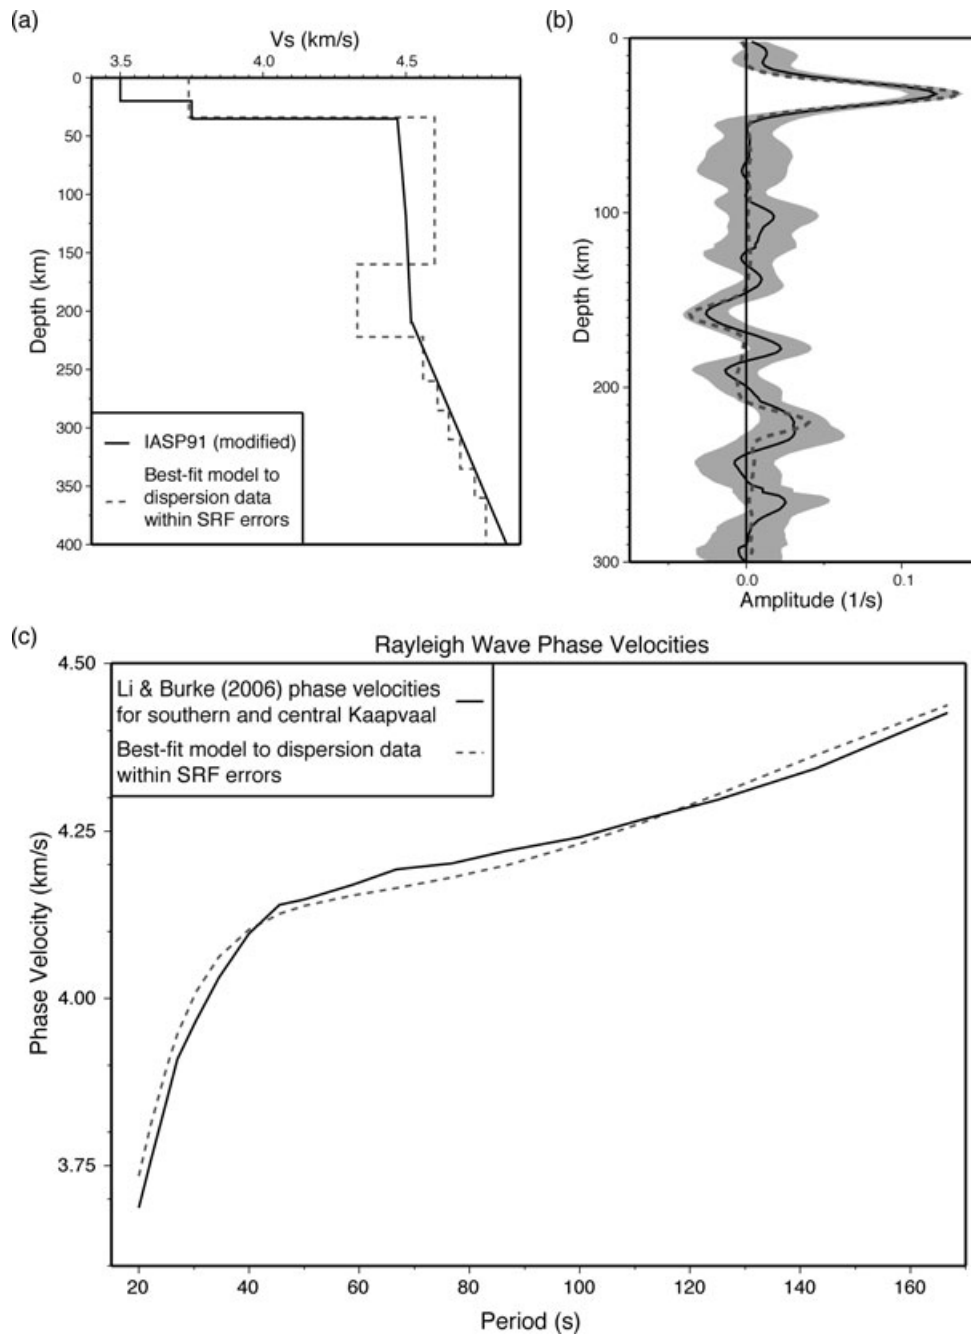 (a)
Vs (km/s)
3.5 4.0 4.5
0
50
100
150
200
250
300
350
400
Depth (km)
IASP91 (modified)
Best-fit model to
dispersion data
within SRF errors
(b)
0
100
200
300
Depth (km)
0.0 0.1
Amplitude (1/s)
(c)
Rayleigh Wave Phase Velocities
4.50
4.25
4.00
3.75
Phase Velocity (km/s)
Li & Burke (2006) phase velocities
for southern and central Kaapvaal
Best-fit model to dispersion data
within SRF errors
20 40 60 80 100 120 140 160
Period (s)